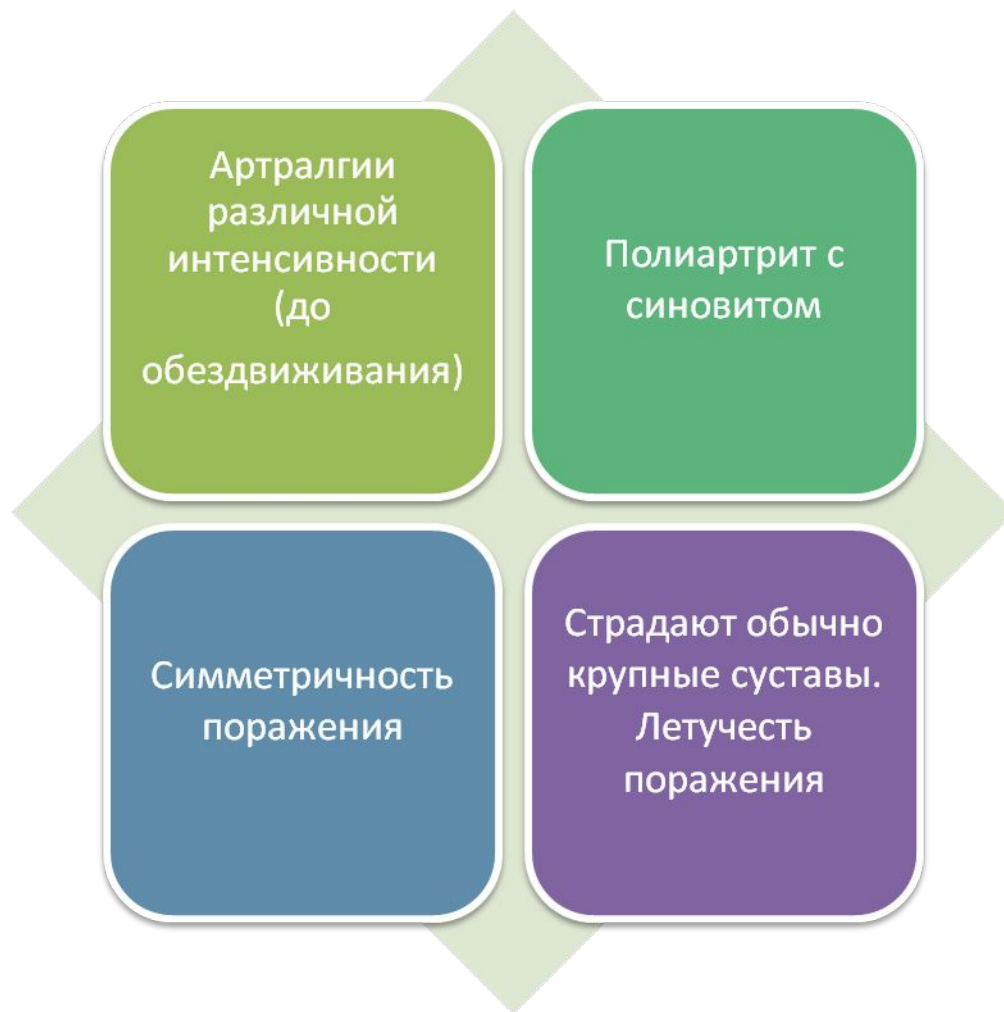 Артралгии
различной
интенсивности
(до
обездвиживания)
Полиартрит с
синовитом
Симметричность
поражения
Страдают обычно
крупные суставы.
Летучесть
поражения